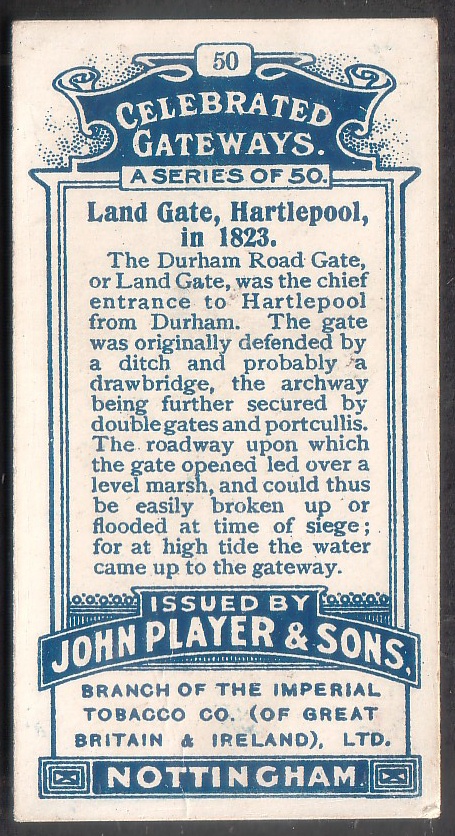 50
CELEBRATED
GATEWAYS.
A SERIES OF 50.
Land Gate, Hartlepool,
in 1823.
The Durham Road Gate,
or Land Gate, was the chief
entrance to Hartlepool
from Durham. The gate
was originally defended by
a ditch and probably a
drawbridge, the archway
being further secured by
double gates and portcullis.
The roadway upon which
the gate opened led over a
level marsh, and could thus
be easily broken up or
flooded at time of siege;
for at high tide the water
came up to the gateway.
ISSUED BY
JOHN PLAYER & SONS,
BRANCH OF THE IMPERIAL
TOBACCO CO. (OF GREAT
BRITAIN & IRELAND), LTD.
NOTTINGHAM.